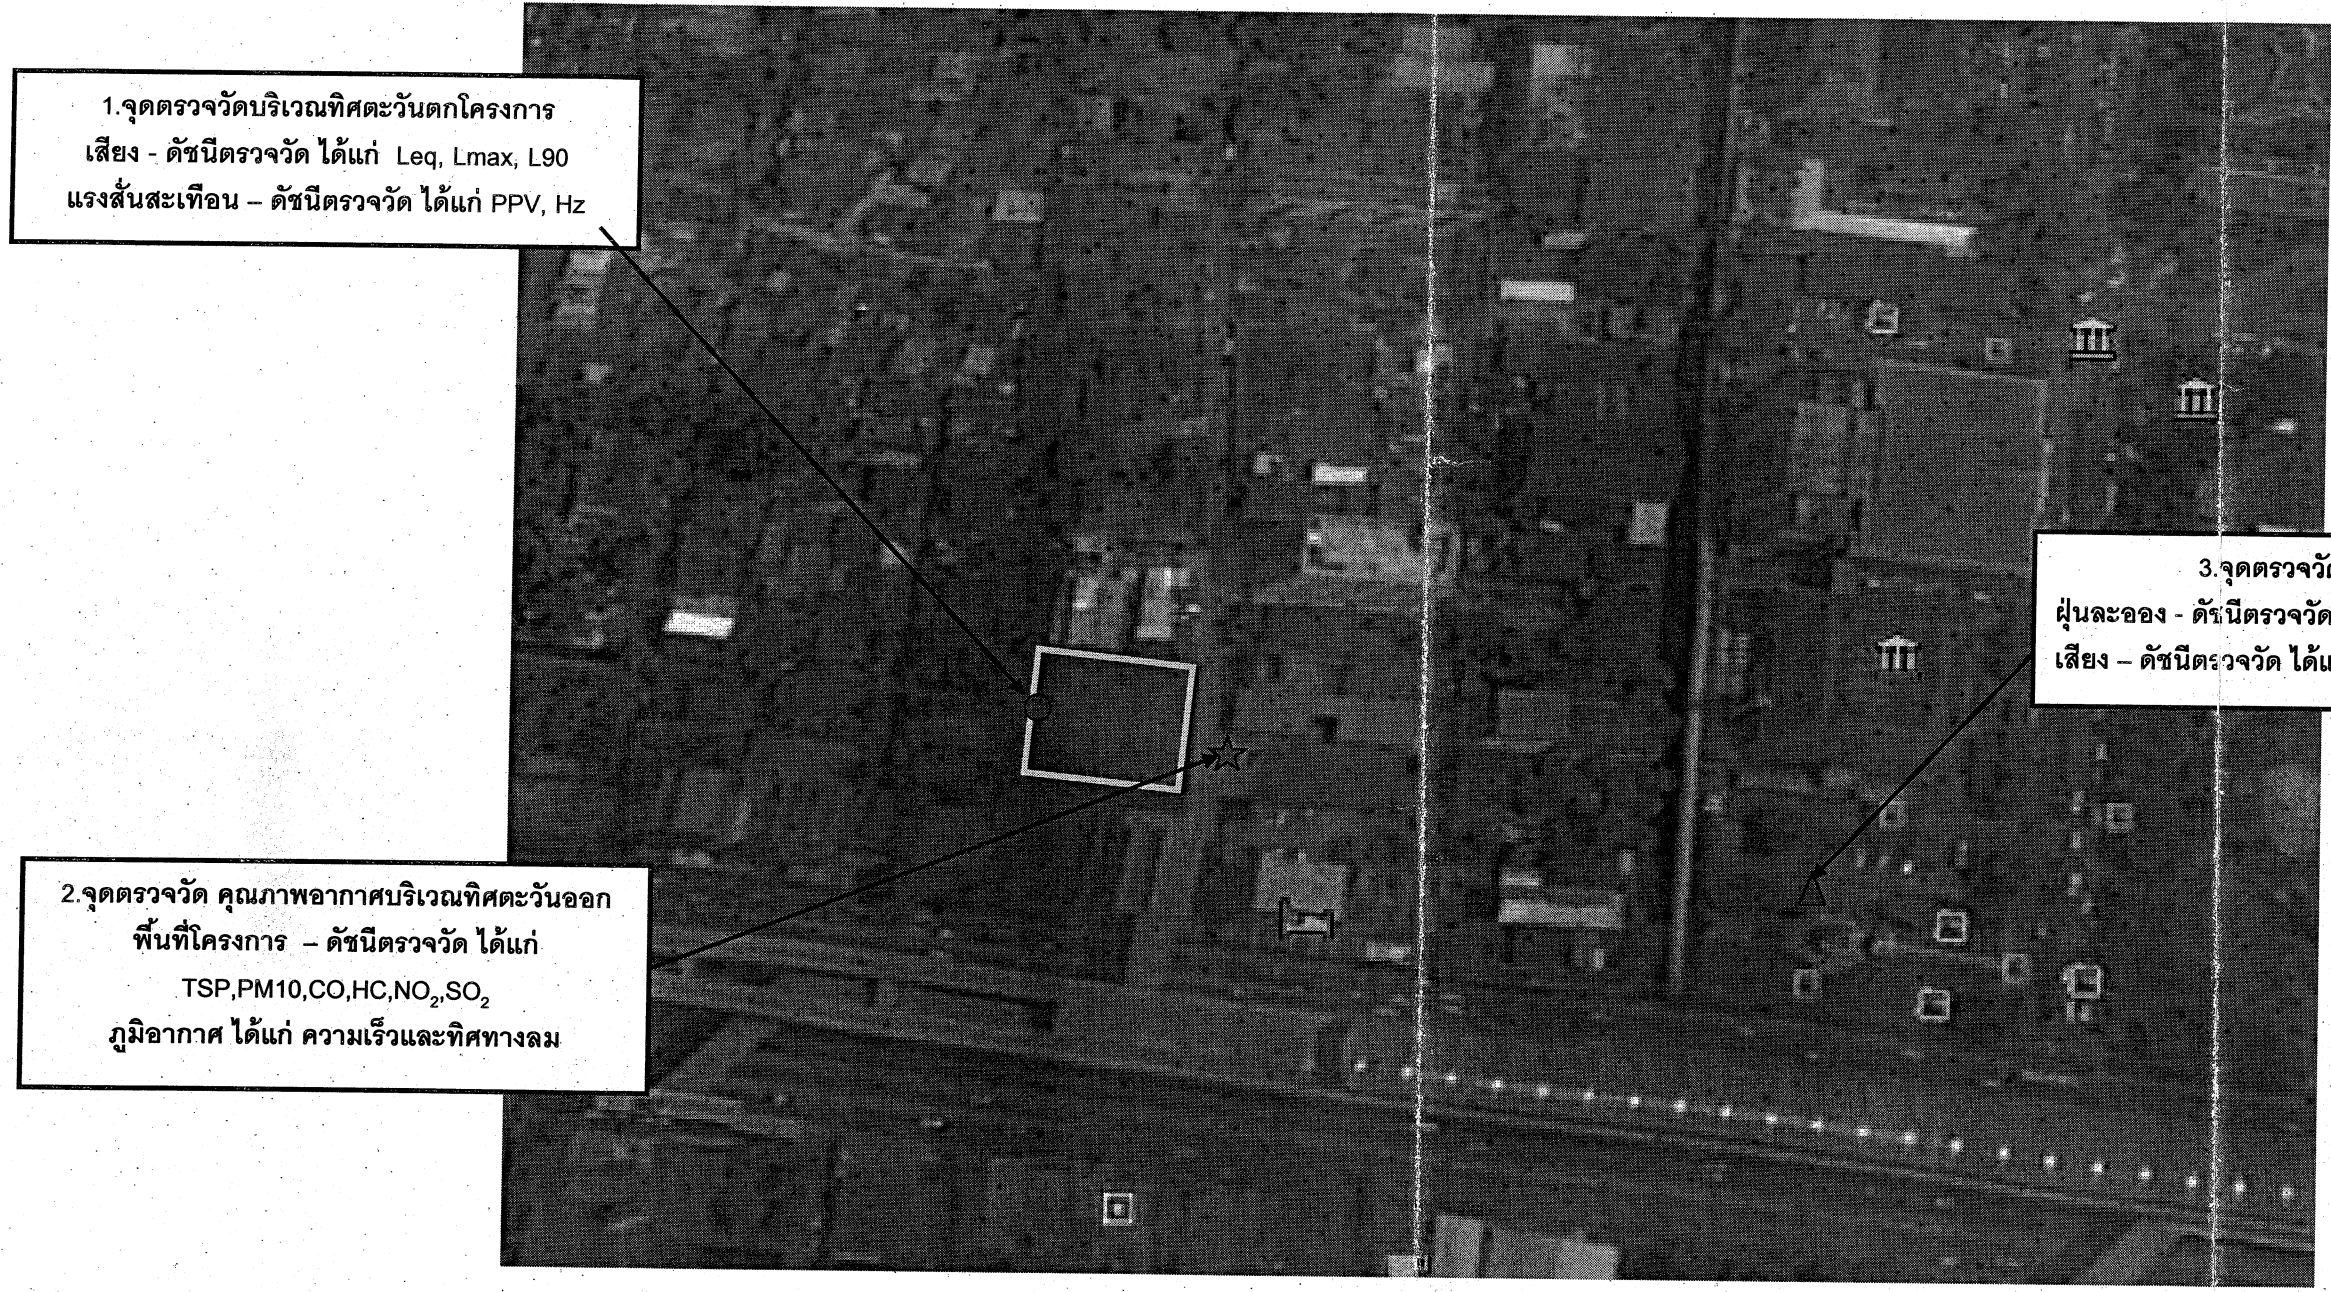 1.จุดตรวจวัดบริเวณทิศตะวันตกโครงการ
เสียง - ดัชนีตรวจวัด ได้แก่ Leq, Lmax, L90
แรงสั่นสะเทือน – ดัชนีตรวจวัด ได้แก่ PPV, Hz
3.จุดตรวจวั
ฝุ่นละออง - ดัชนีตรวจวัด
เสียง – ดัชนีตรวจวัด ได้แ
2.จุดตรวจวัด คุณภาพอากาศบริเวณทิศตะวันออก
พื้นที่โครงการ – ดัชนีตรวจวัด ได้แก่
TSP,PM10,CO,HC,NO₂,SO₂
ภูมิอากาศ ได้แก่ ความเร็วและทิศทางลม